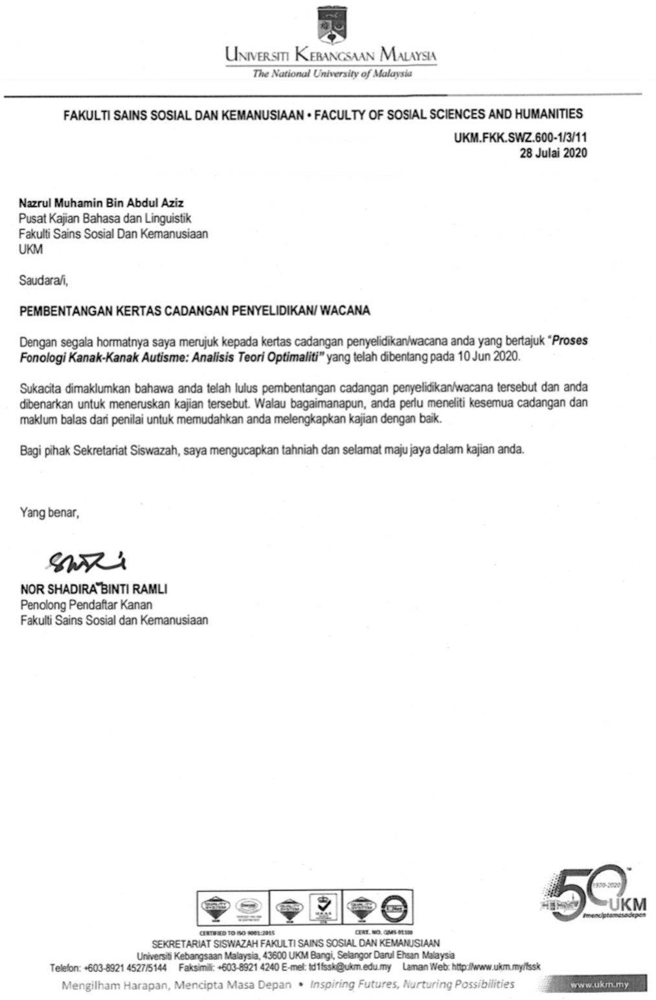 UNIVERSITI KEBANGSAAN MALAYSIA
The National University of Malaysia
FAKULTI SAINS SOSIAL DAN KEMANUSIAAN • FACULTY OF SOSIAL SCIENCES AND HUMANITIES
UKM.FKK.SWZ.600-1/3/11
28 Julai 2020
Nazrul Muhamin Bin Abdul Aziz
Pusat Kajian Bahasa dan Linguistik
Fakulti Sains Sosial Dan Kemanusiaan
UKM
Saudara/i,
PEMBENTANGAN KERTAS CADANGAN PENYELIDIKAN/ WACANA
Dengan segala hormatnya saya merujuk kepada kertas cadangan penyelidikan/wacana anda yang bertajuk “Proses
Fonologi Kanak-Kanak Autisme: Analisis Teori Optimaliti” yang telah dibentang pada 10 Jun 2020.
Sukacita dimaklumkan bahawa anda telah lulus pembentangan cadangan penyelidikan/wacana tersebut dan anda
dibenarkan untuk meneruskan kajian tersebut. Walau bagaimanapun, anda perlu meneliti kesemua cadangan dan
maklum balas dari penilai untuk memudahkan anda melengkapkan kajian dengan baik.
Bagi pihak Sekretariat Siswazah, saya mengucapkan tahniah dan selamat maju jaya dalam kajian anda.
Yang benar,
NOR SHADIRA BINTI RAMLI
Penolong Pendaftar Kanan
Fakulti Sains Sosial dan Kemanusiaan
1970-2020
50 UKM
#menciptamasadepan
QUALITY SYSTEM
QUALITY SYSTEM
UKAS
QUALITY SYSTEM
CERTIFIED TO ISO 9001:2015 CERT. NO. QMS 01108
SEKRETARIAT SISWAZAH FAKULTI SAINS SOSIAL DAN KEMANUSIAAN
Universiti Kebangsaan Malaysia, 43600 UKM Bangi, Selangor Darul Ehsan Malaysia
Telefon: +603-8921 4527/5144 Faksimili: +603-8921 4240 E-mel: td1fssk@ukm.edu.my Laman Web: http://www.ukm.my/fssk
Mengilham Harapan, Mencipta Masa Depan • Inspiring Futures, Nurturing Possibilities
www.ukm.my